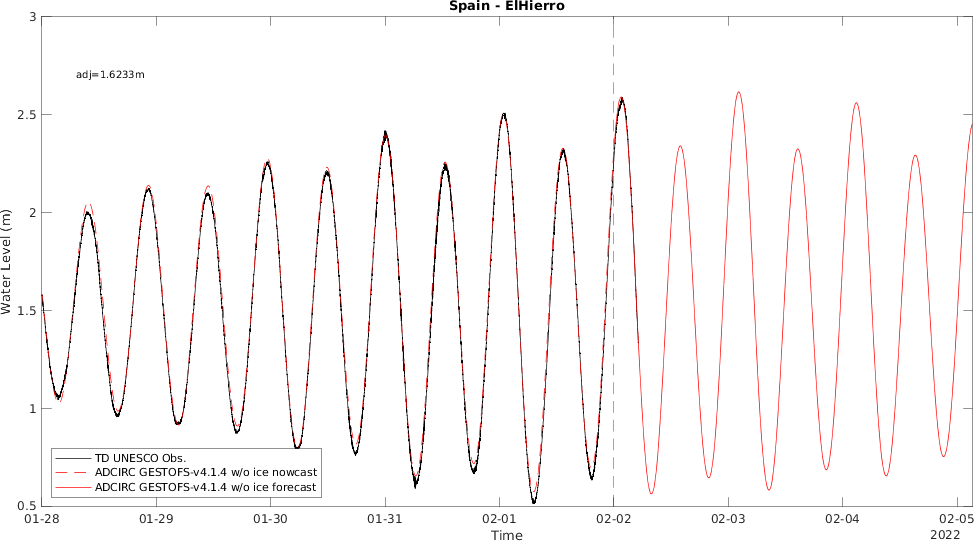 Spain - ElHierro
3
2.5
2
1.5
1
0.5
Water Level (m)
adj=1.6233m
TD UNESCO Obs.
ADCIRC GESTOFS-v4.1.4 w/o ice nowcast
ADCIRC GESTOFS-v4.1.4 w/o ice forecast
01-28 01-29 01-30 01-31 02-01 02-02 02-03 02-04 02-05
Time
2022